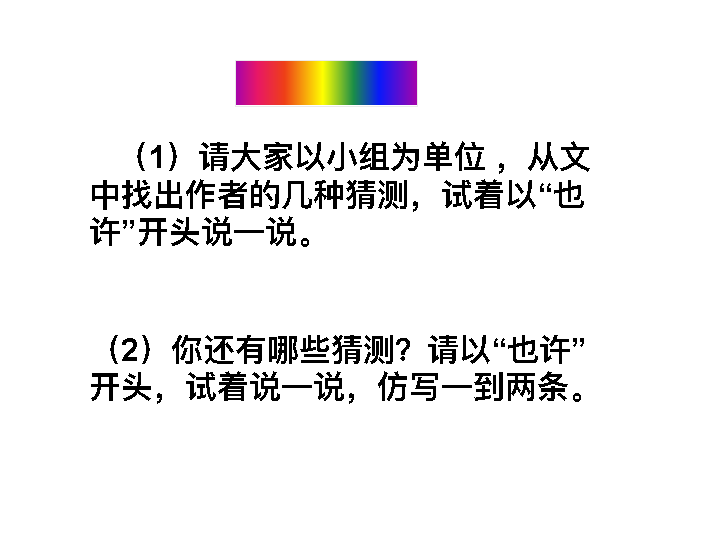 （1）请大家以小组为单位 ，从文
中找出作者的几种猜测，试着以“也
许”开头说一说。
（2）你还有哪些猜测？请以“也许”
开头，试着说一说，仿写一到两条。